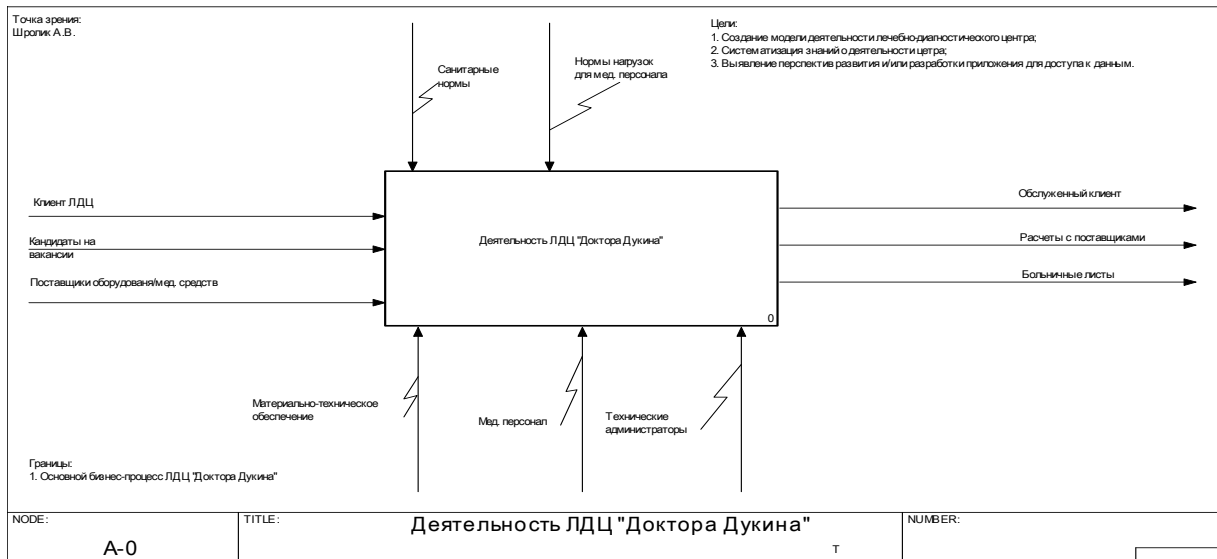 Точка зрения:
Шролик А.В.
Цели:
1. Создание модели деятельности лечебно-диагностического центра;
2. Систематизация знаний о деятельности цетра;
3. Выявление перспектив развития и/или разработки приложения для доступа к данным.
Санитарные
нормы
Нормы нагрузок
для мед. персонала
Клиент ЛДЦ
Кандидаты на
вакансии
Поставщики оборудованя/мед. средств
Деятельность ЛДЦ "Доктора Дукина"
0
Обслуженный клиент
Расчеты с поставщиками
Больничные листы
Материально-техническое
обеспечение
Мед. персонал
Технические
администраторы
Границы:
1. Основной бизнес-процесс ЛДЦ "Доктора Дукина"
NODE:
A-0
TITLE:
Деятельность ЛДЦ "Доктора Дукина"
т
NUMBER: